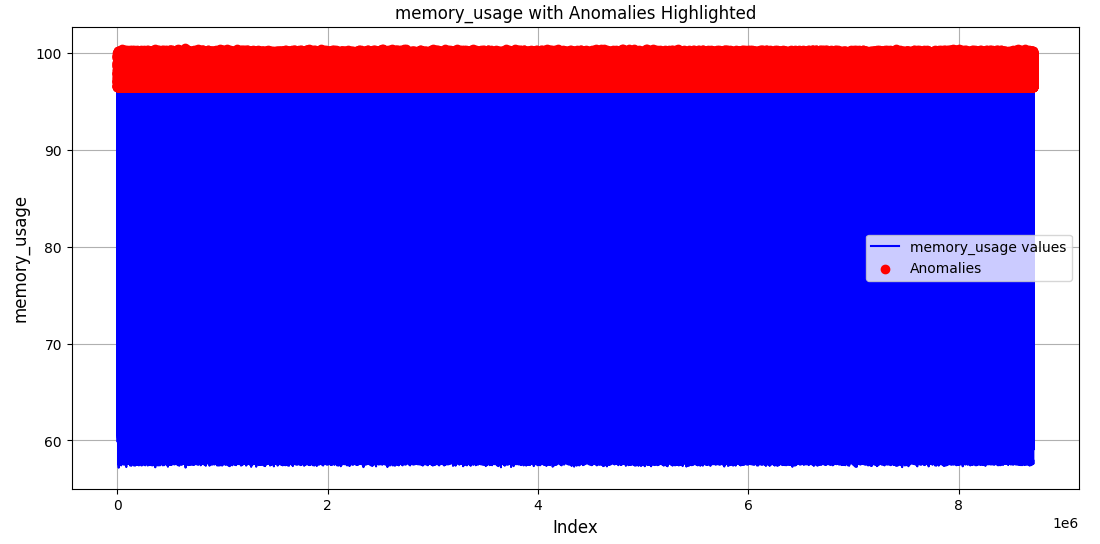 memory_usage with Anomalies Highlighted
100
90
80
70
60
memory_usage
memory_usage values
Anomalies
0
2
4
6
8
1e6
Index